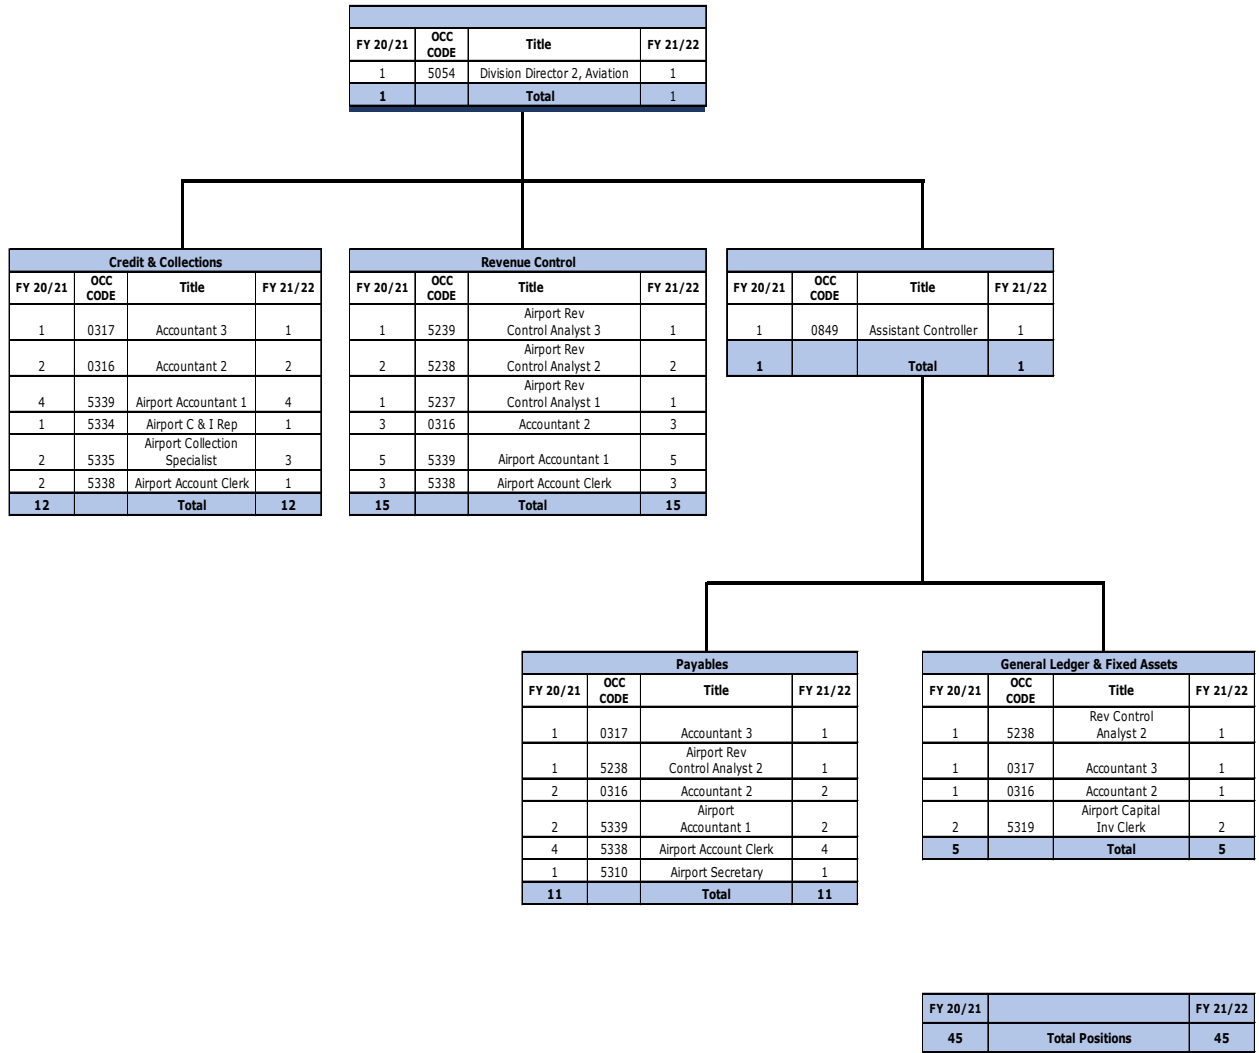 FY 20/21 OCC CODE Title FY 21/22
1 5054 Division Director 2, Aviation 1
1 Total 1
Credit & Collections
FY 20/21 OCC CODE Title FY 21/22
1 0317 Accountant 3 1
2 0316 Accountant 2 2
4 5339 Airport Accountant 1 4
1 5334 Airport C & I Rep 1
2 5335 Airport Collection Specialist 3
2 5338 Airport Account Clerk 1
12 Total 12
Revenue Control
FY 20/21 OCC CODE Title FY 21/22
1 5239 Airport Rev Control Analyst 3 1
2 5238 Airport Rev Control Analyst 2 2
1 5237 Airport Rev Control Analyst 1 1
3 0316 Accountant 2 3
5 5339 Airport Accountant 1 5
3 5338 Airport Account Clerk 3
15 Total 15
FY 20/21 OCC CODE Title FY 21/22
1 0849 Assistant Controller 1
1 Total 1
Payables
FY 20/21 OCC CODE Title FY 21/22
1 0317 Accountant 3 1
1 5238 Airport Rev Control Analyst 2 1
2 0316 Accountant 2 2
2 5339 Airport Accountant 1 2
4 5338 Airport Account Clerk 4
1 5310 Airport Secretary 1
11 Total 11
General Ledger & Fixed Assets
FY 20/21 OCC CODE Title FY 21/22
1 5238 Rev Control Analyst 2 1
1 0317 Accountant 3 1
1 0316 Accountant 2 1
2 5319 Airport Capital Inv Clerk 2
5 Total 5
FY 20/21 FY 21/22
45 Total Positions 45